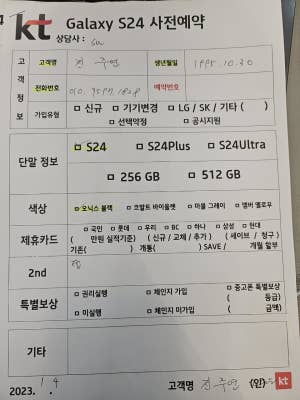 kt Galaxy S24 사전예약
상담사 : sw
고객정보
고객명 전주연 생년월일 1995.10.30
전화번호 예약번호
가입유형 □ 신규 □ 기기변경 □ LG / SK / 기타 ( )
□ 선택약정 □ 공시지원
단말 정보 □ S24 □ S24Plus □ S24Ultra
□ 256 GB □ 512 GB
색상 □ 오닉스 블랙 □ 코발트 바이올렛 □ 마블 그레이 □ 앰버 옐로우
제휴카드 □ 국민 □ 롯데 □ 우리 □ BC □ 하나 □ 삼성 □ 현대
( 만원 실적기준) (신규 / 교체 / 추가 ) ( 세이브 / 청구 )
기존( ) 개통( ) SAVE / 개월 할부
2nd
특별보상 □ 권리실행 □ 체인지 가입 □ 중고폰 특별보상
( 등급)
□ 미실행 □ 체인지 미가입 ( 금액)
기타
2023. 1. 4 고객명 전주연 (인) kt